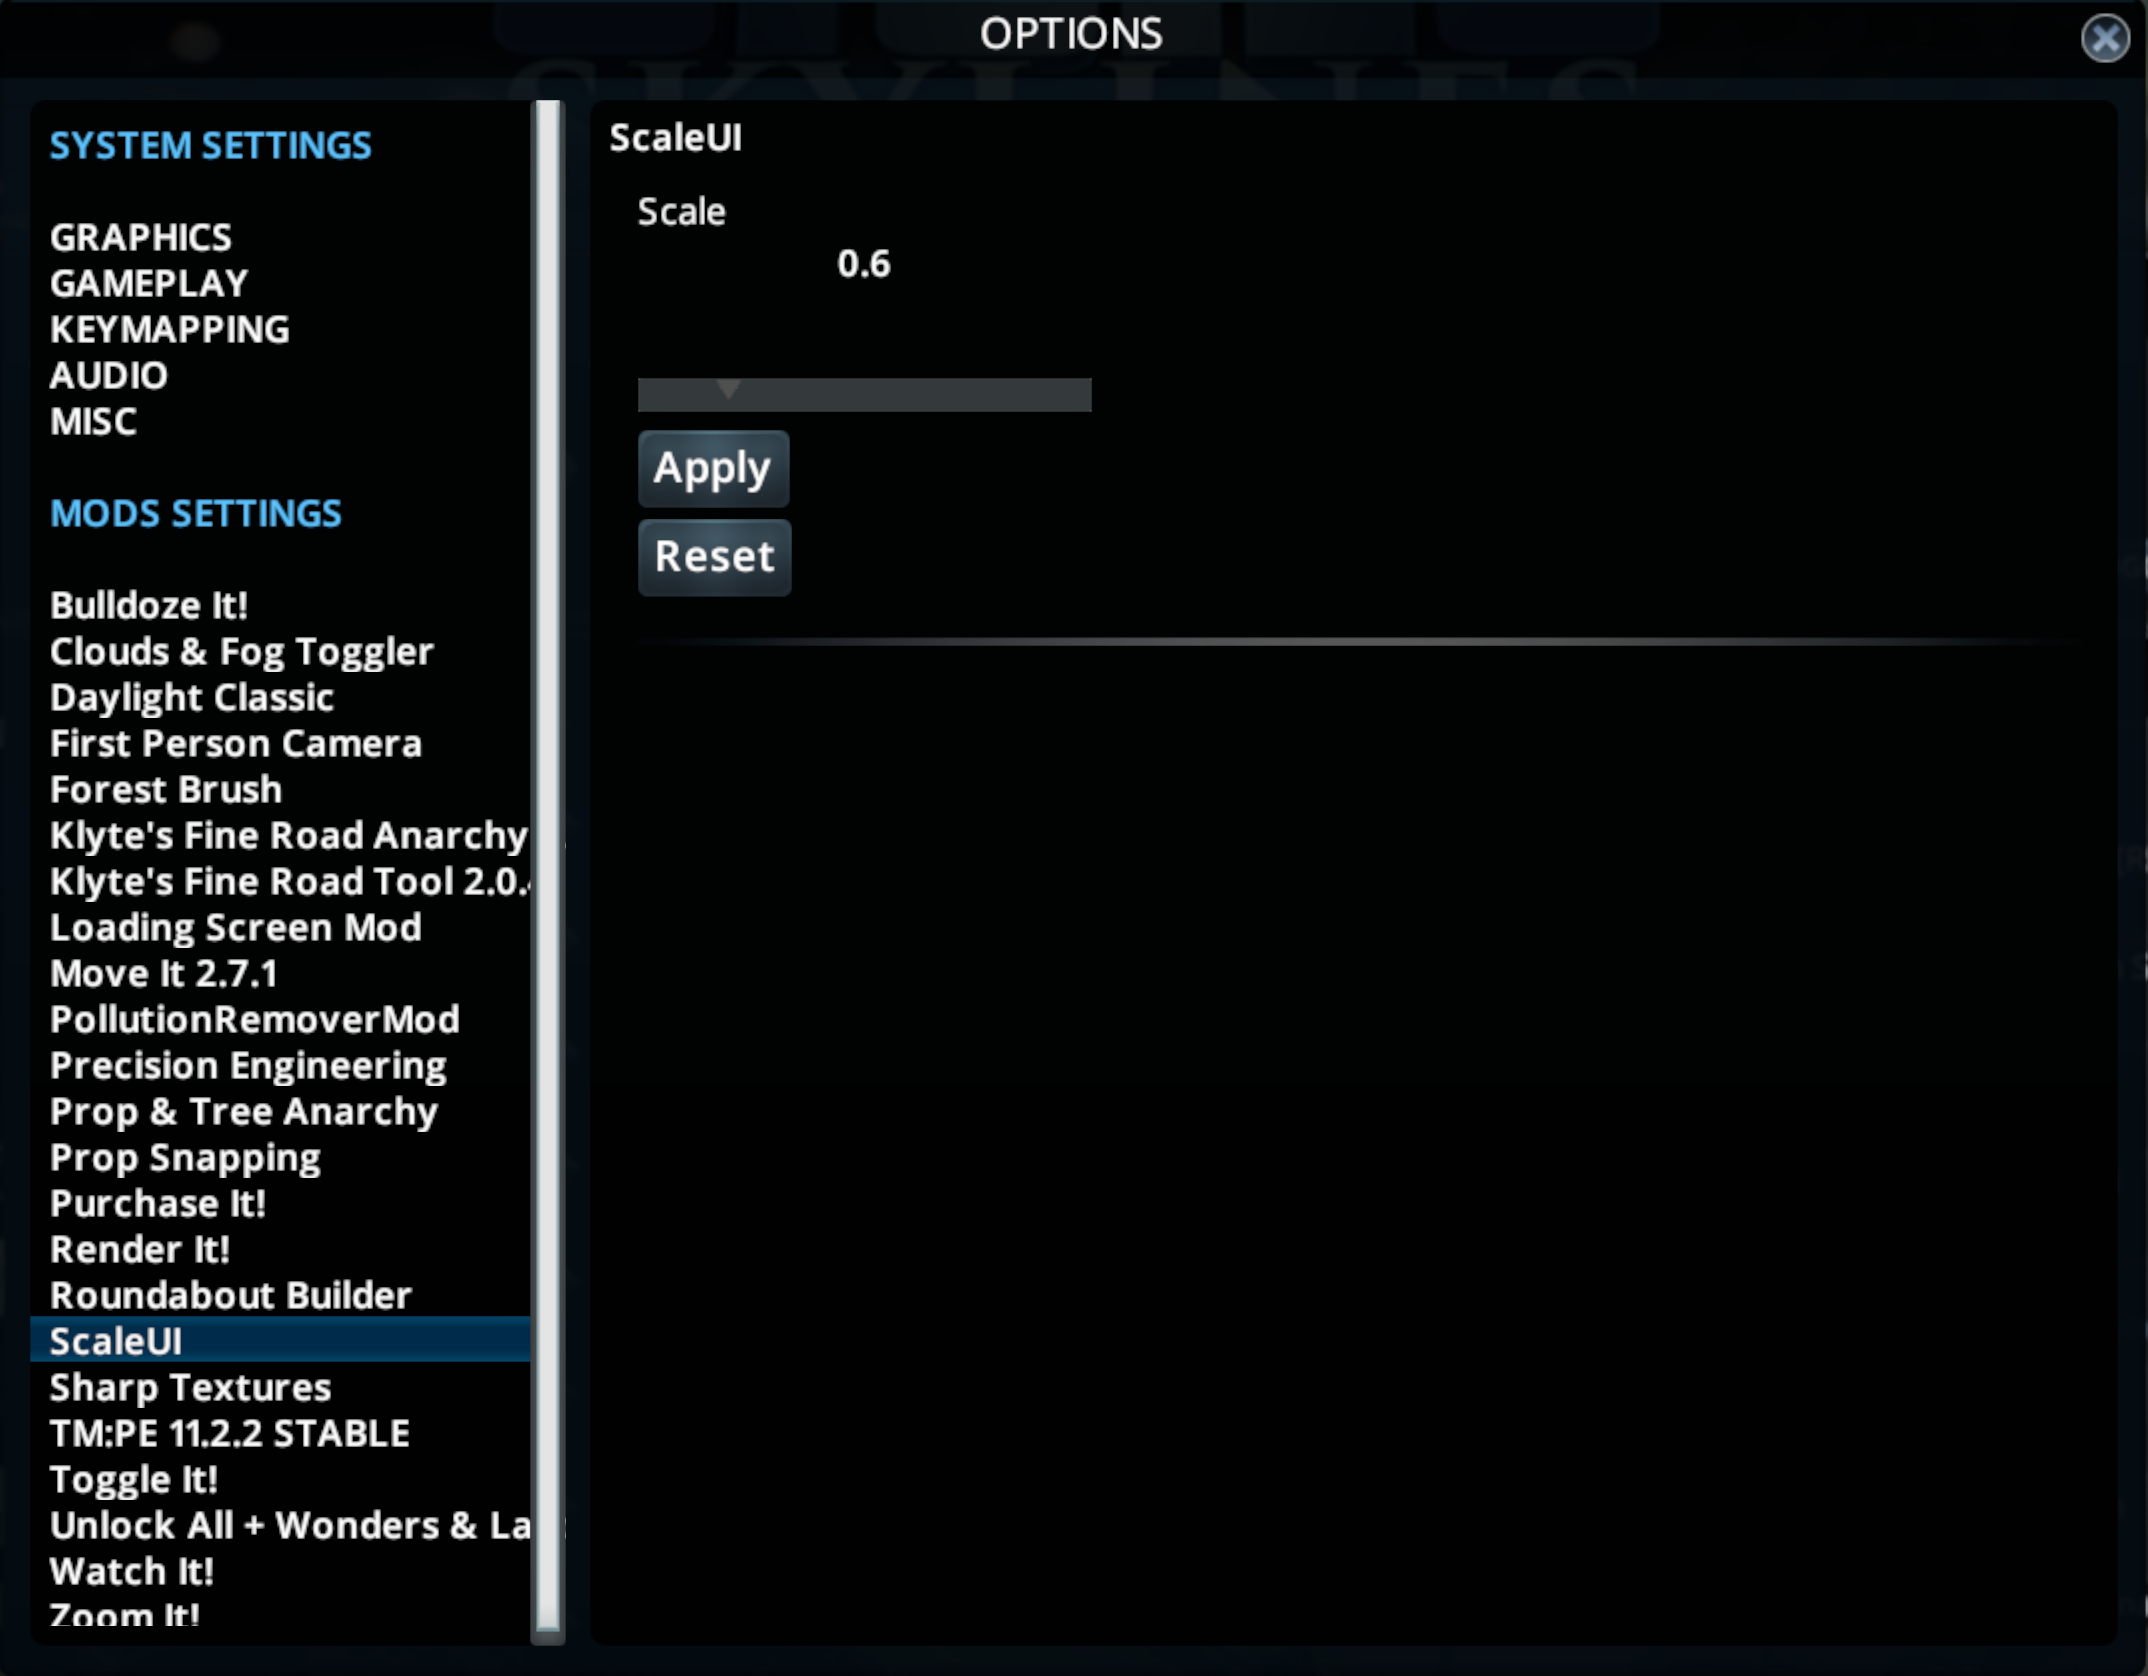 OPTIONS
SYSTEM SETTINGS
GRAPHICS
GAMEPLAY
KEYMAPPING
AUDIO
MISC
MODS SETTINGS
Bulldoze It!
Clouds & Fog Toggler
Daylight Classic
First Person Camera
Forest Brush
Klyte's Fine Road Anarchy
Klyte's Fine Road Tool 2.0.
Loading Screen Mod
Move It 2.7.1
PollutionRemoverMod
Precision Engineering
Prop & Tree Anarchy
Prop Snapping
Purchase It!
Render It!
Roundabout Builder
ScaleUI
Sharp Textures
TM:PE 11.2.2 STABLE
Toggle It!
Unlock All + Wonders & La
Watch It!
Zoom It!
ScaleUI
Scale
0.6
Apply
Reset
SKYLINES